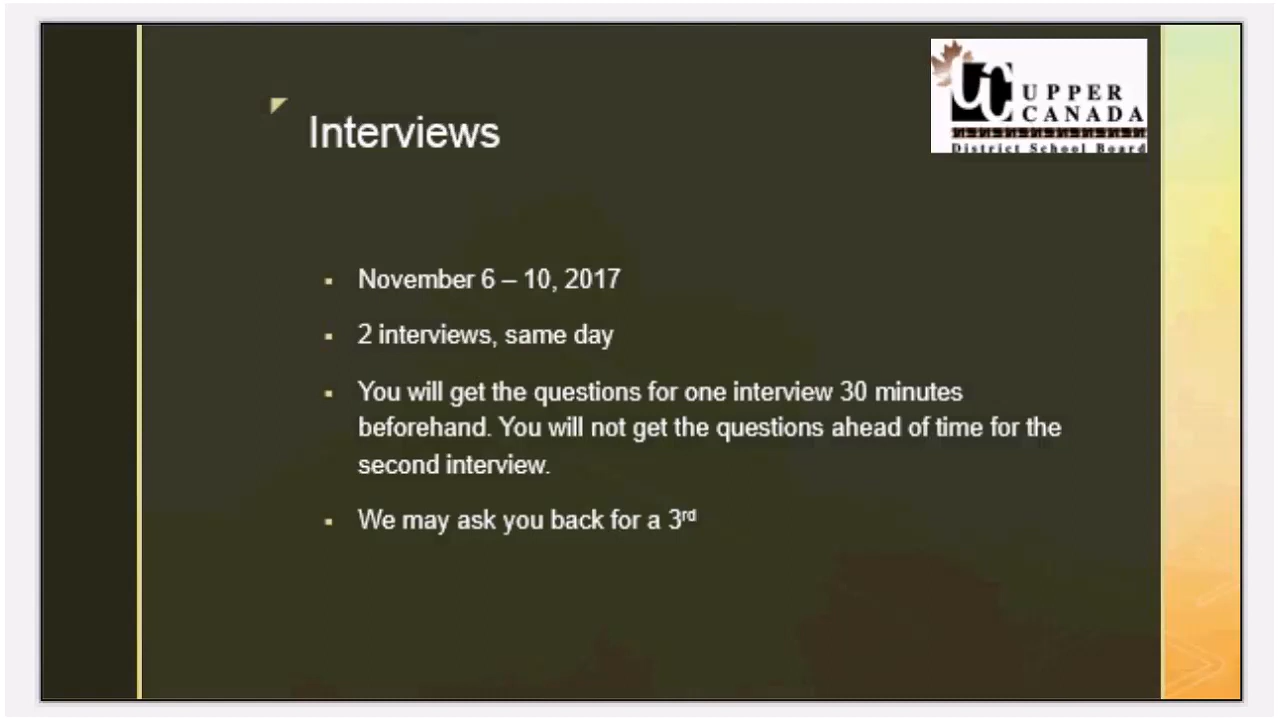 UC UPPER
CANADA
District School Board
Interviews
▪ November 6 – 10, 2017
▪ 2 interviews, same day
▪ You will get the questions for one interview 30 minutes
beforehand. You will not get the questions ahead of time for the
second interview.
▪ We may ask you back for a 3rd